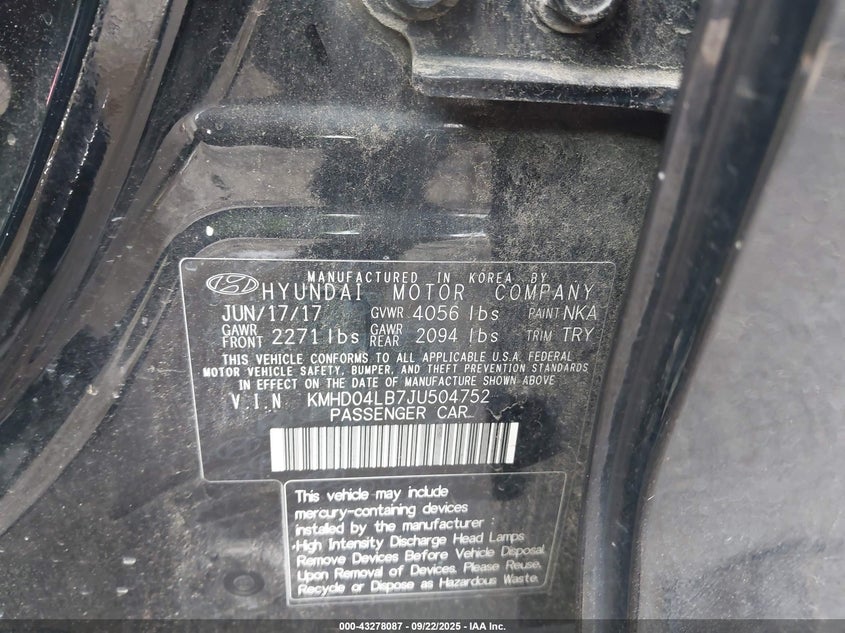 MANUFACTURED IN KOREA BY
HYUNDAI MOTOR COMPANY
JUN/17/17 GVWR 4056 lbs PAINT NKA
GAWR FRONT 2271 lbs GAWR REAR 2094 lbs TRIM TRY
THIS VEHICLE CONFORMS TO ALL APPLICABLE U.S.A. FEDERAL
MOTOR VEHICLE SAFETY, BUMPER, AND THEFT PREVENTION STANDARDS
IN EFFECT ON THE DATE OF MANUFACTURE SHOWN ABOVE
V.I.N KMHD04LB7JU504752
PASSENGER CAR
This vehicle may include
mercury-containing devices
installed by the manufacturer :
•High Intensity Discharge Head Lamps
Remove Devices Before Vehicle Disposal.
Upon Removal of Devices. Please Reuse,
Recycle or Dispose as Hazardous Waste.
000-43278087 - 09/22/2025 - IAA Inc.